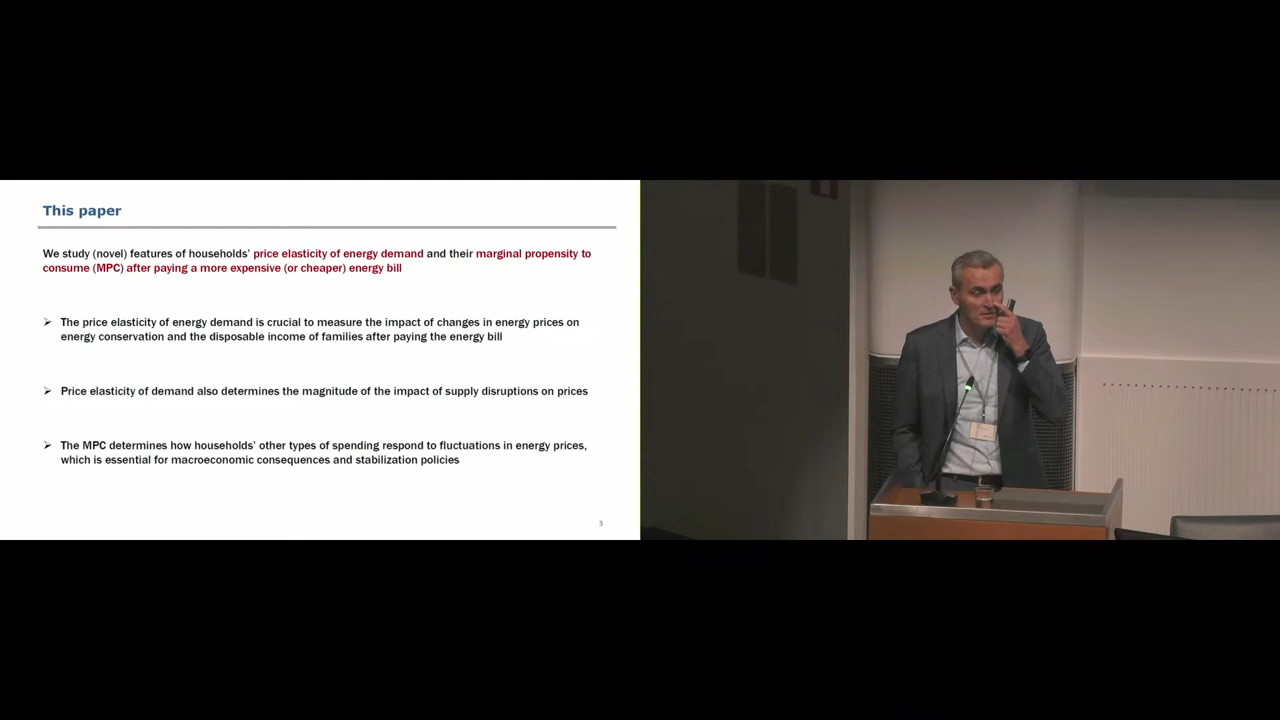 This paper
We study (novel) features of households' price elasticity of energy demand and their marginal propensity to
consume (MPC) after paying a more expensive (or cheaper) energy bill
➢ The price elasticity of energy demand is crucial to measure the impact of changes in energy prices on
energy conservation and the disposable income of families after paying the energy bill
➢ Price elasticity of demand also determines the magnitude of the impact of supply disruptions on prices
➢ The MPC determines how households' other types of spending respond to fluctuations in energy prices,
which is essential for macroeconomic consequences and stabilization policies
3